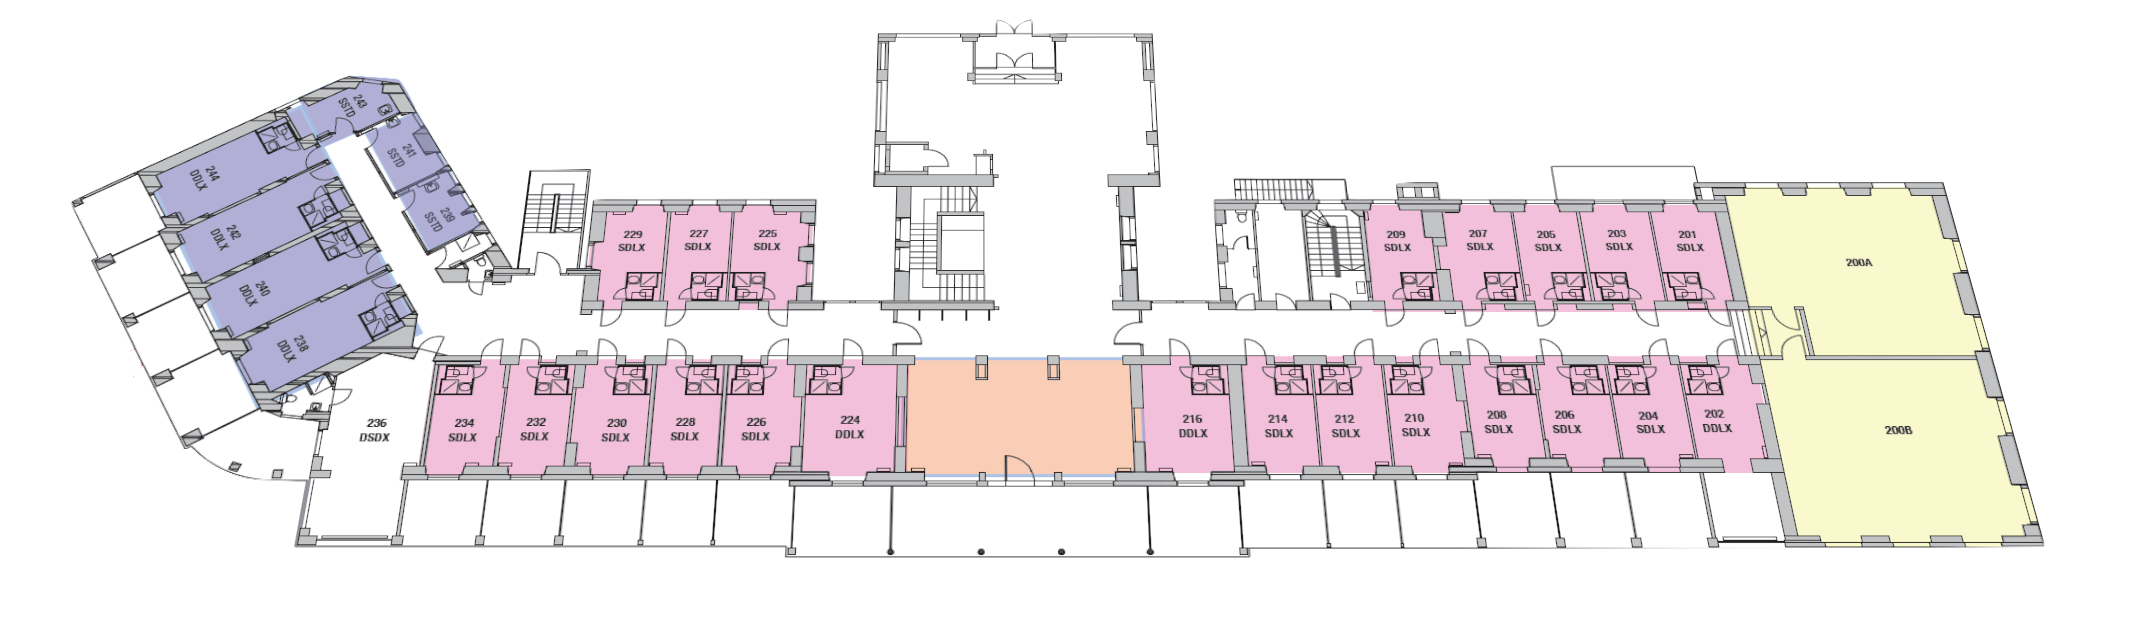 243
SSTD
241
SSTD
239
SSTD
244
DDLX
242
DDLX
240
DDLX
238
DDLX
229
SDLX
227
SDLX
225
SDLX
209
SDLX
207
SDLX
205
SDLX
203
SDLX
201
SDLX
200A
236
DSDX
234
SDLX
232
SDLX
230
SDLX
228
SDLX
226
SDLX
224
DDLX
216
DDLX
214
SDLX
212
SDLX
210
SDLX
208
SDLX
206
SDLX
204
SDLX
202
DDLX
200B